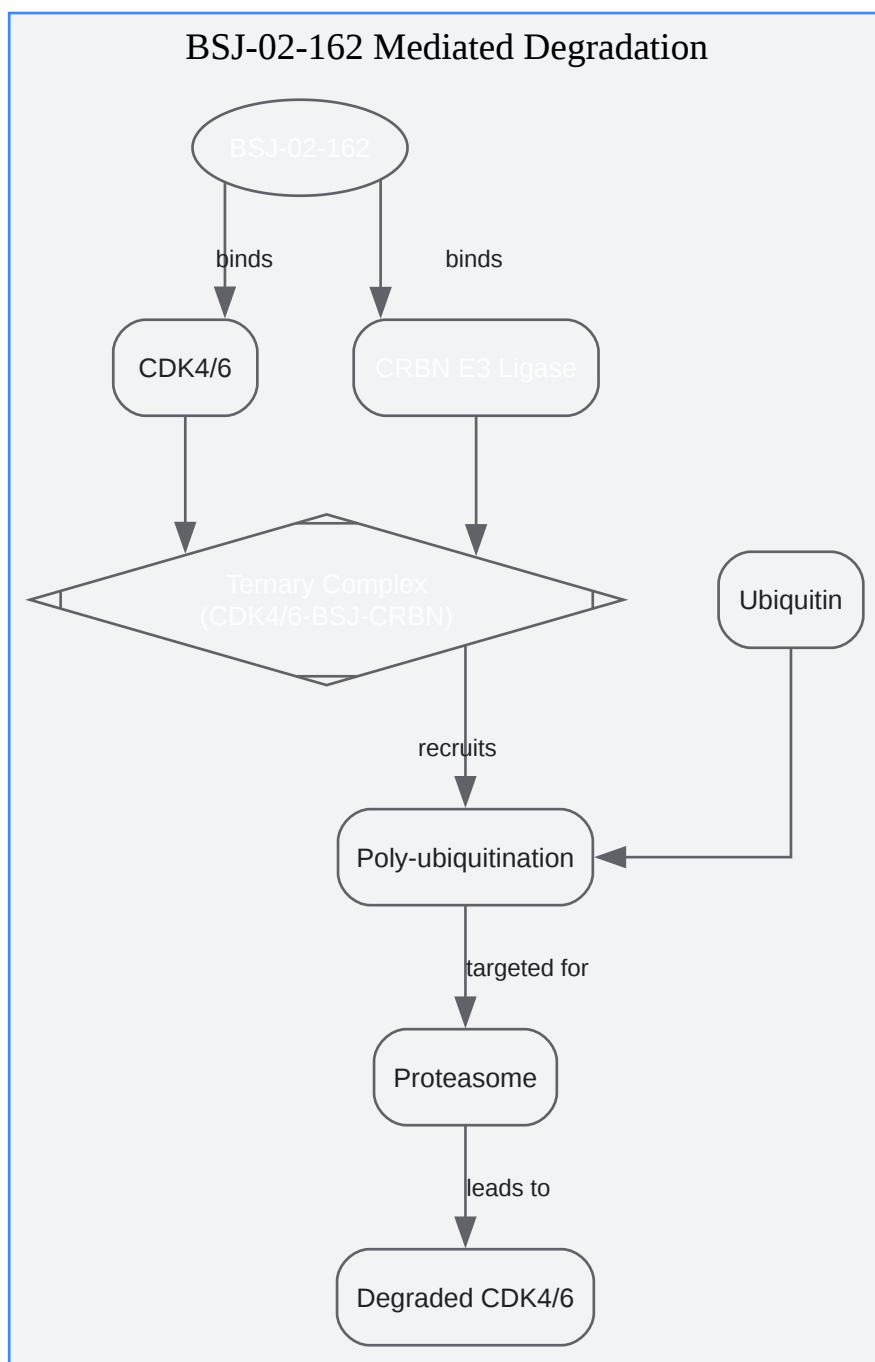 BSJ-02-162 Mediated Degradation
BSJ-02-162
binds
binds
CDK4/6
CRBN E3 Ligase
Ternary Complex
(CDK4/6-BSJ-CRBN)
Ubiquitin
recruits
Poly-ubiquitination
targeted for
Proteasome
leads to
Degraded CDK4/6